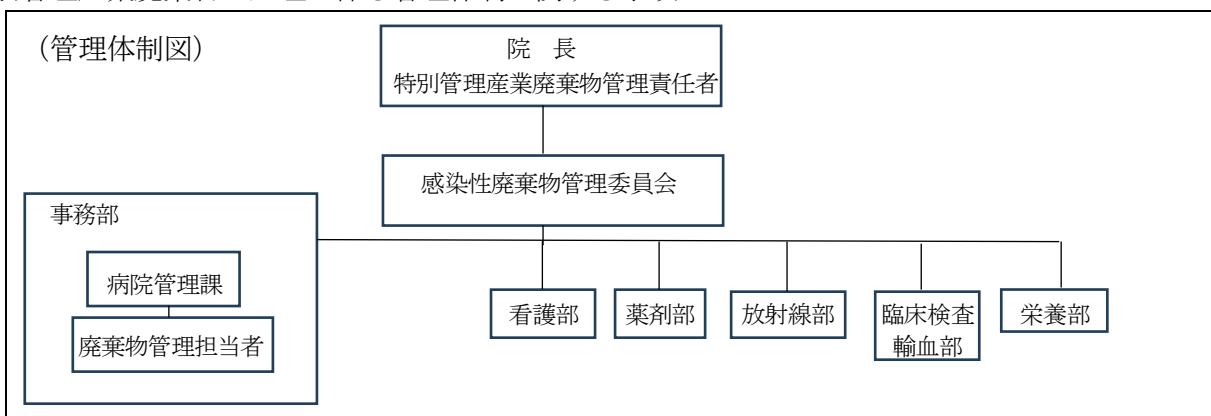 (管理体制図)
院　長
特別管理産業廃棄物管理責任者
感染性廃棄物管理委員会
事務部
病院管理課
廃棄物管理担当者
看護部
薬剤部
放射線部
臨床検査
輸血部
栄養部